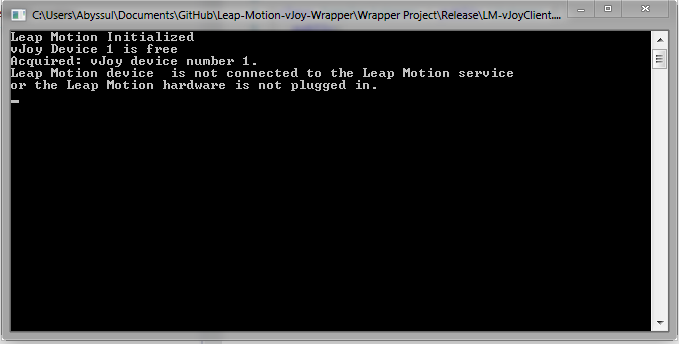 C:\Users\Abyssul\Documents\GitHub\Leap-Motion-vJoy-Wrapper\Wrapper Project\Release\LM-vJoyClient....
Leap Motion Initialized
vJoy Device 1 is free
Acquired: vJoy device number 1.
Leap Motion device  is not connected to the Leap Motion service
or the Leap Motion hardware is not plugged in.